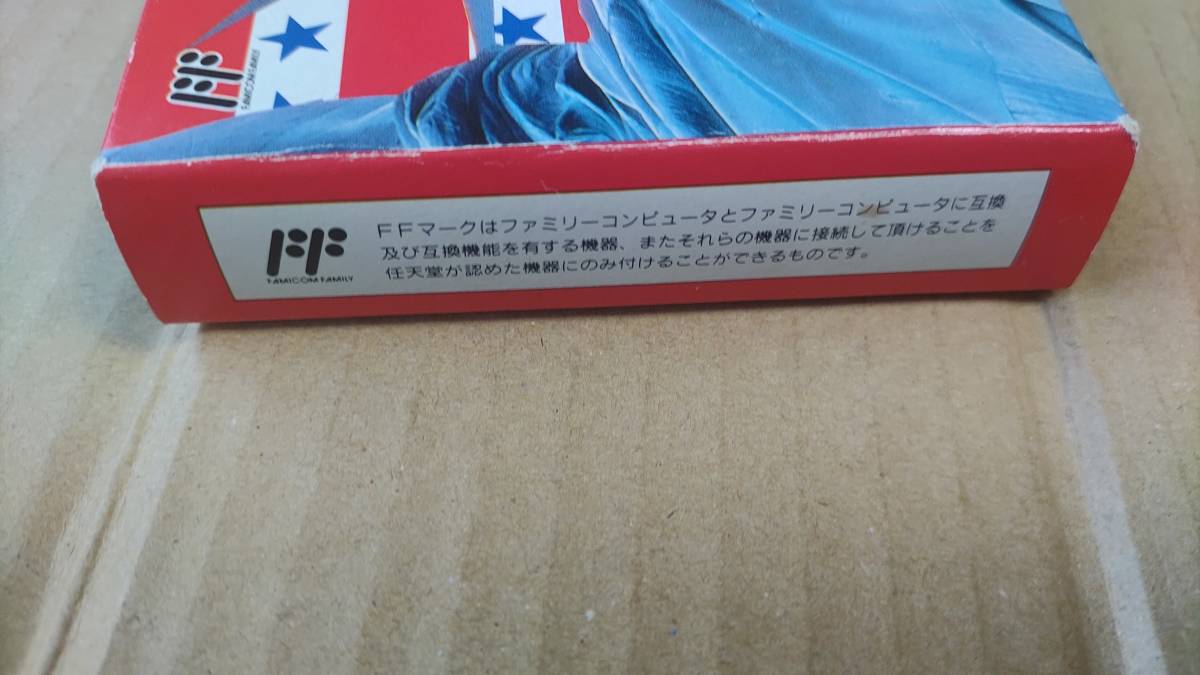 FAMICOM FAMILY
FFマークはファミリーコンピュータとファミリーコンピュータに互換
及び互換機能を有する機器、またそれらの機器に接続して頂けることを
任天堂が認めた機器にのみ付けることができるものです。
FAMICOM FAMILY